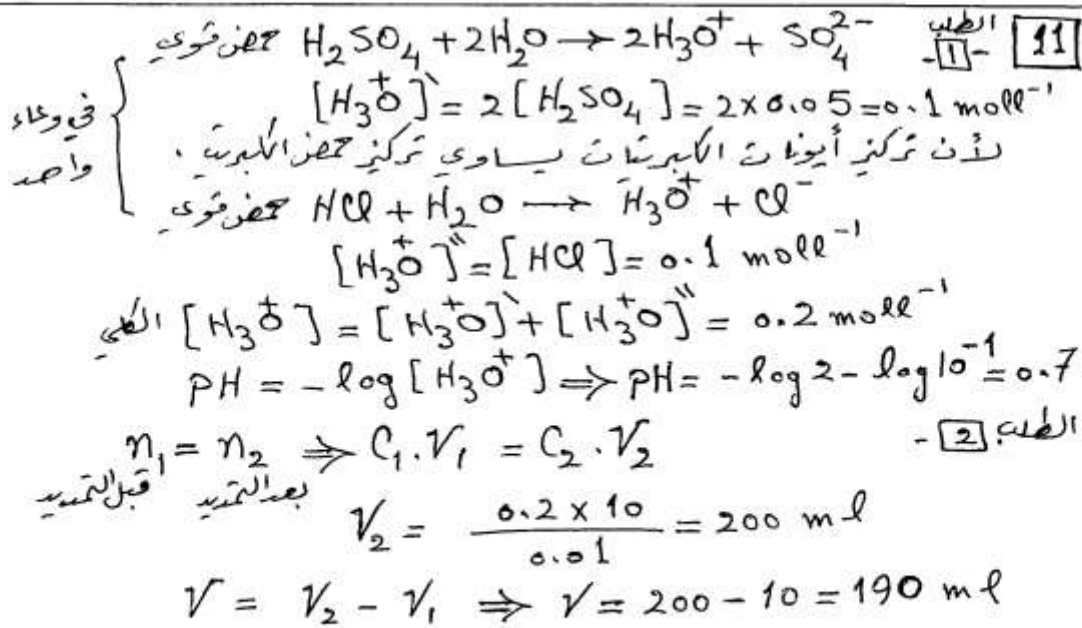 11 الطلب -1-
H₂SO₄ + 2H₂O → 2H₃O⁺ + SO₄²⁻ حمض قوي
[H₃O⁺]' = 2[H₂SO₄] = 2×0.05 = 0.1 moll⁻¹
في وعاء واحد
لأن تركيز أيونات الكبريتات يساوي تركيز حمض الكبريت .
HCl + H₂O → H₃O⁺ + Cl⁻ حمض قوي
[H₃O⁺]'' = [HCl] = 0.1 moll⁻¹
الكلي [H₃O⁺] = [H₃O⁺]' + [H₃O⁺]'' = 0.2 moll⁻¹
PH = -log[H₃O⁺] ⇒ PH = -log2 - log10⁻¹ = 0.7
الطلب 2 -
n₁ = n₂ ⇒ C₁.V₁ = C₂.V₂
قبل التمديد بعد التمديد
V₂ = 0.2 x 10 / 0.01 = 200 ml
V = V₂ - V₁ ⇒ V = 200 - 10 = 190 ml